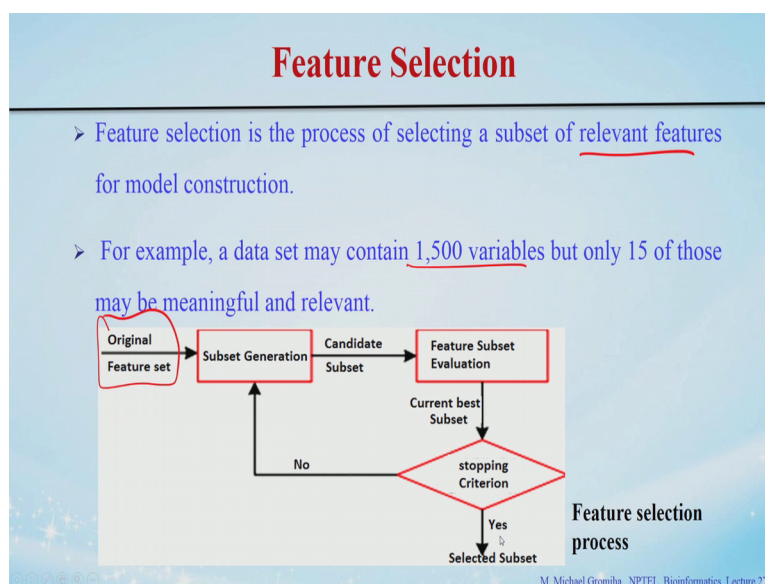 Feature Selection
Feature selection is the process of selecting a subset of relevant features
for model construction.
For example, a data set may contain 1,500 variables but only 15 of those
may be meaningful and relevant.
Original
Feature set
Subset Generation
Candidate
Subset
Feature Subset
Evaluation
Current best
Subset
No
stopping
Criterion
Yes
Selected Subset
Feature selection
process
M. Michael Gromiha, NPTEL, Bioinformatics, Lecture